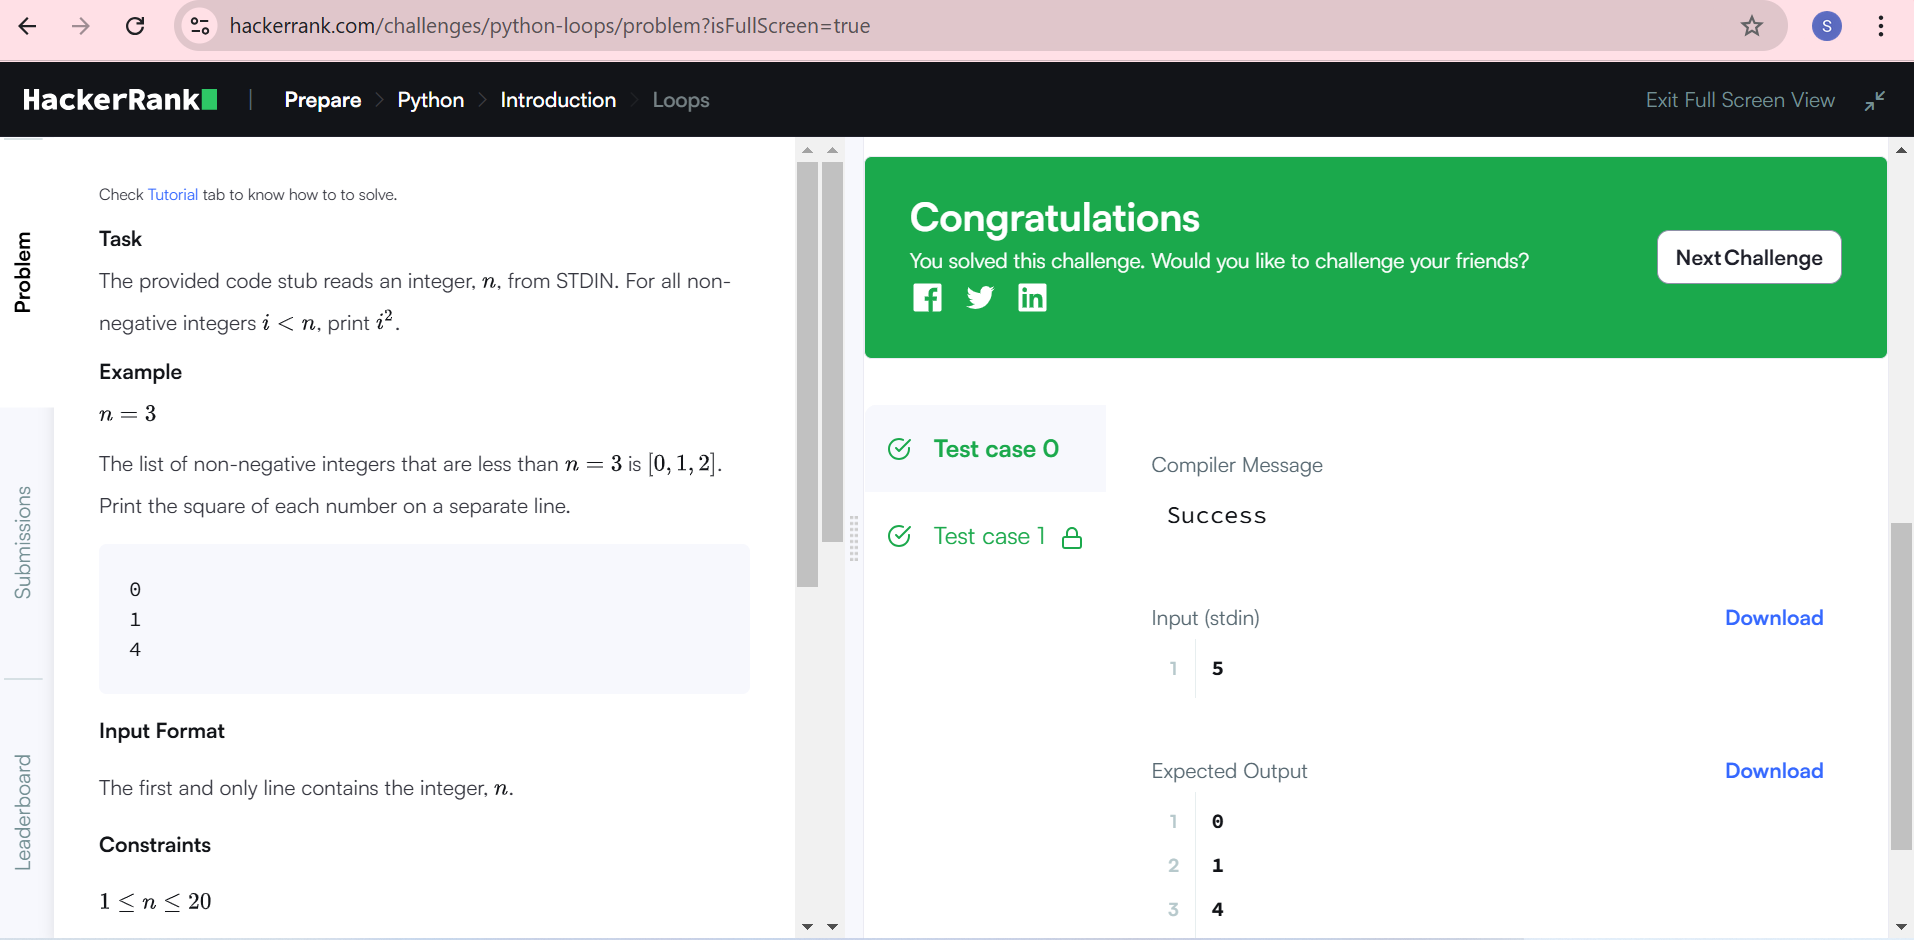 hackerrank.com/challenges/python-loops/problem?isFullScreen=true
S
HackerRank
Prepare
Python
Introduction
Loops
Exit Full Screen View
Problem
Submissions
Leaderboard
Check Tutorial tab to know how to to solve.
Task
The provided code stub reads an integer, n, from STDIN. For all non-
negative integers i < n, print i².
Example
n = 3
The list of non-negative integers that are less than n = 3 is [0, 1, 2].
Print the square of each number on a separate line.
0
1
4
Input Format
The first and only line contains the integer, n.
Constraints
1 ≤ n ≤ 20
Congratulations
You solved this challenge. Would you like to challenge your friends?
Next Challenge
Test case 0
Test case 1
Compiler Message
Success
Input (stdin)
Download
1 5
Expected Output
Download
1 0
2 1
3 4